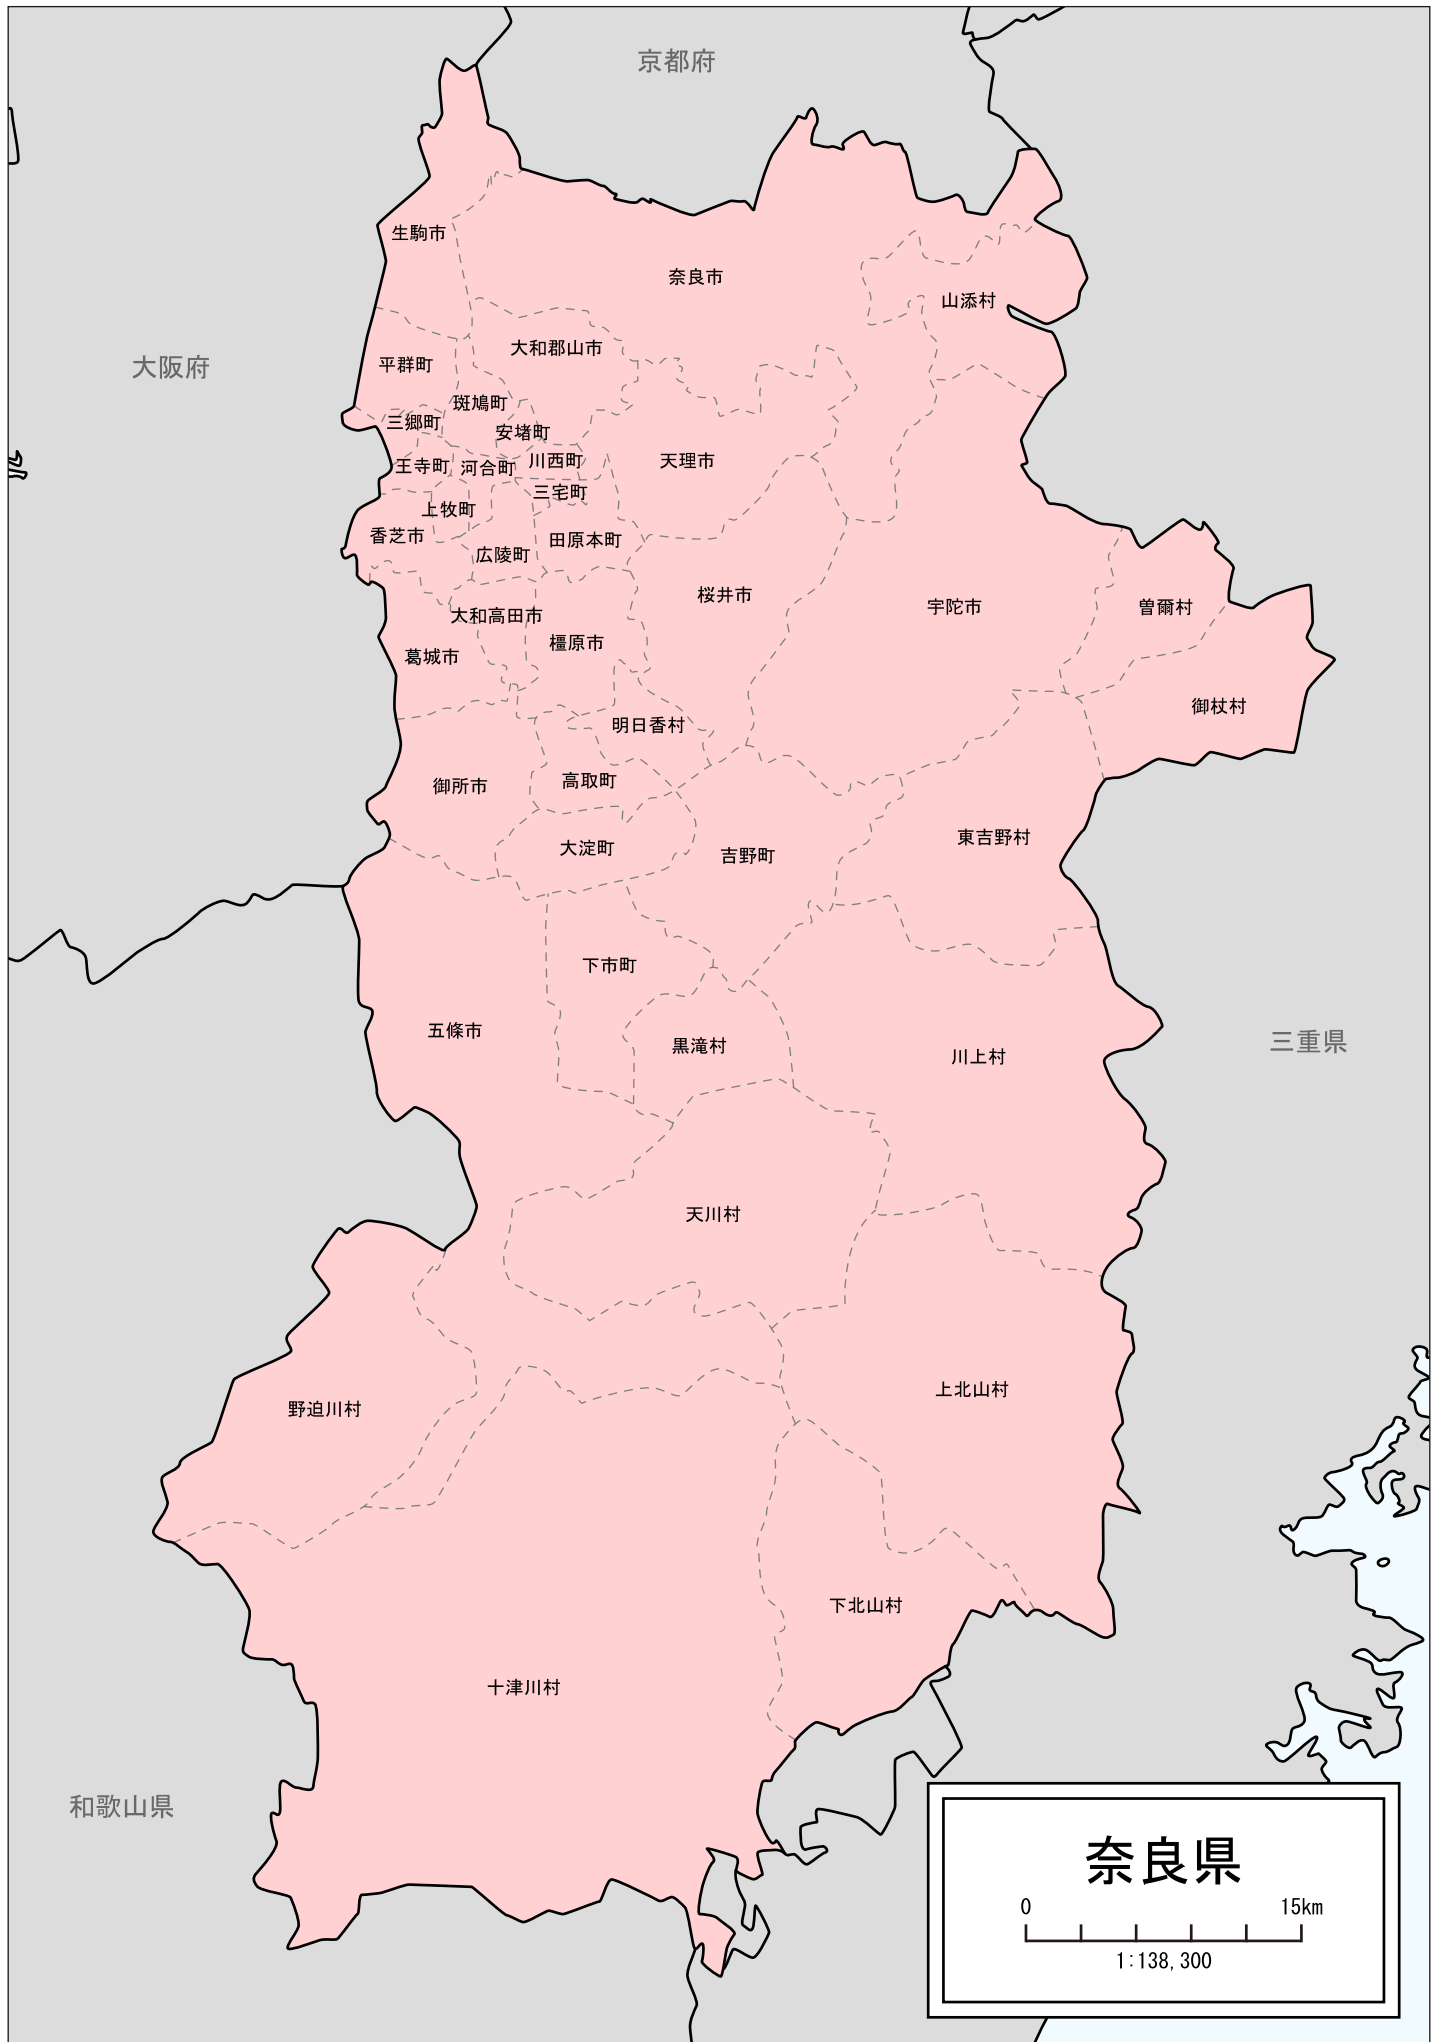 京都府
生駒市
奈良市
山添村
大和郡山市
大阪府
平群町
斑鳩町
三郷町
安堵町
王寺町
河合町
川西町
天理市
三宅町
上牧町
香芝市
田原本町
広陵町
桜井市
宇陀市
曽爾村
大和高田市
橿原市
葛城市
御杖村
明日香村
御所市
高取町
東吉野村
大淀町
吉野町
下市町
五條市
黒滝村
川上村
三重県
天川村
上北山村
野迫川村
下北山村
十津川村
和歌山県
奈良県
0 15km
1:138,300